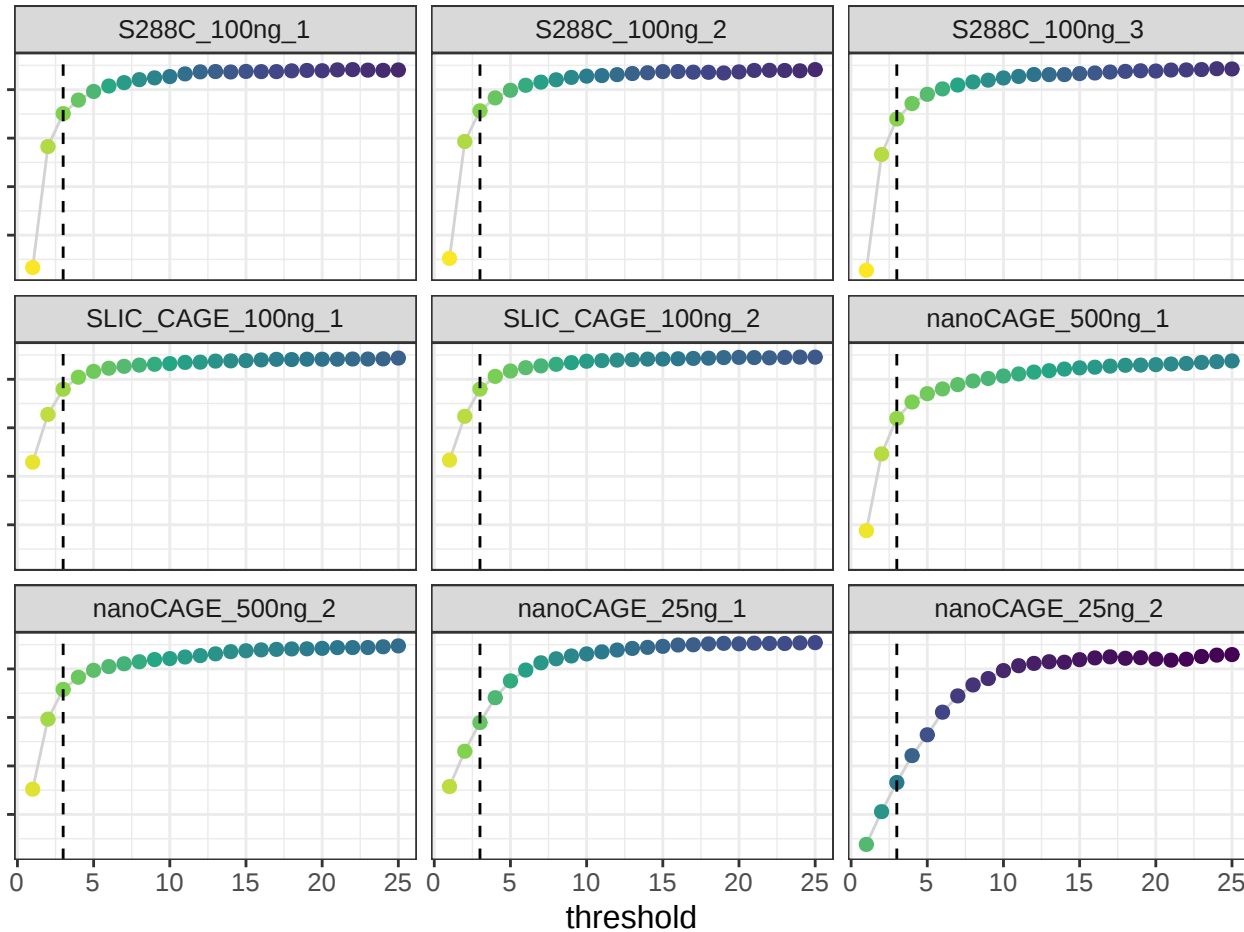 S288C_100ng_1 S288C_100ng_2 S288C_100ng_3
SLIC_CAGE_100ng_1 SLIC_CAGE_100ng_2 nanoCAGE_500ng_1
nanoCAGE_500ng_2 nanoCAGE_25ng_1 nanoCAGE_25ng_2
0 5 10 15 20 25 0 5 10 15 20 25 0 5 10 15 20 25
threshold